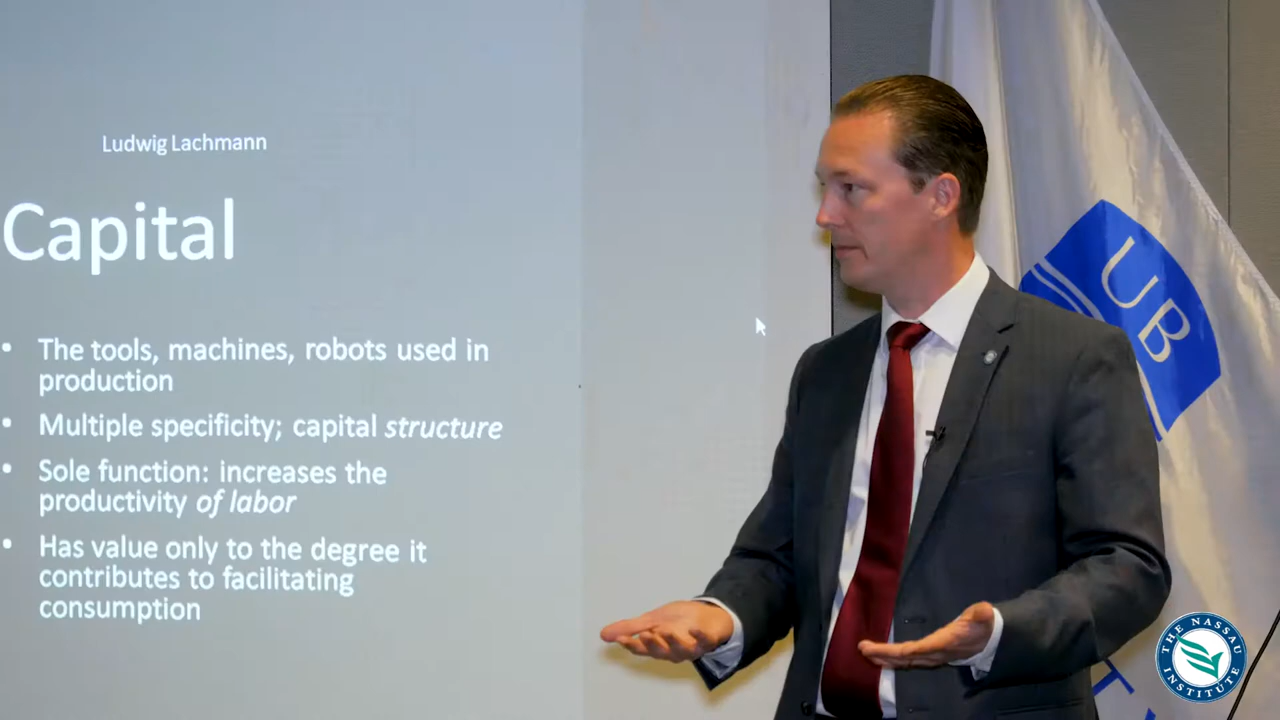 Ludwig Lachmann
Capital
• The tools, machines, robots used in
production
• Multiple specificity; capital structure
• Sole function: increases the
productivity of labor
• Has value only to the degree it
contributes to facilitating
consumption
UB
T
THE NASSAU
INSTITUTE